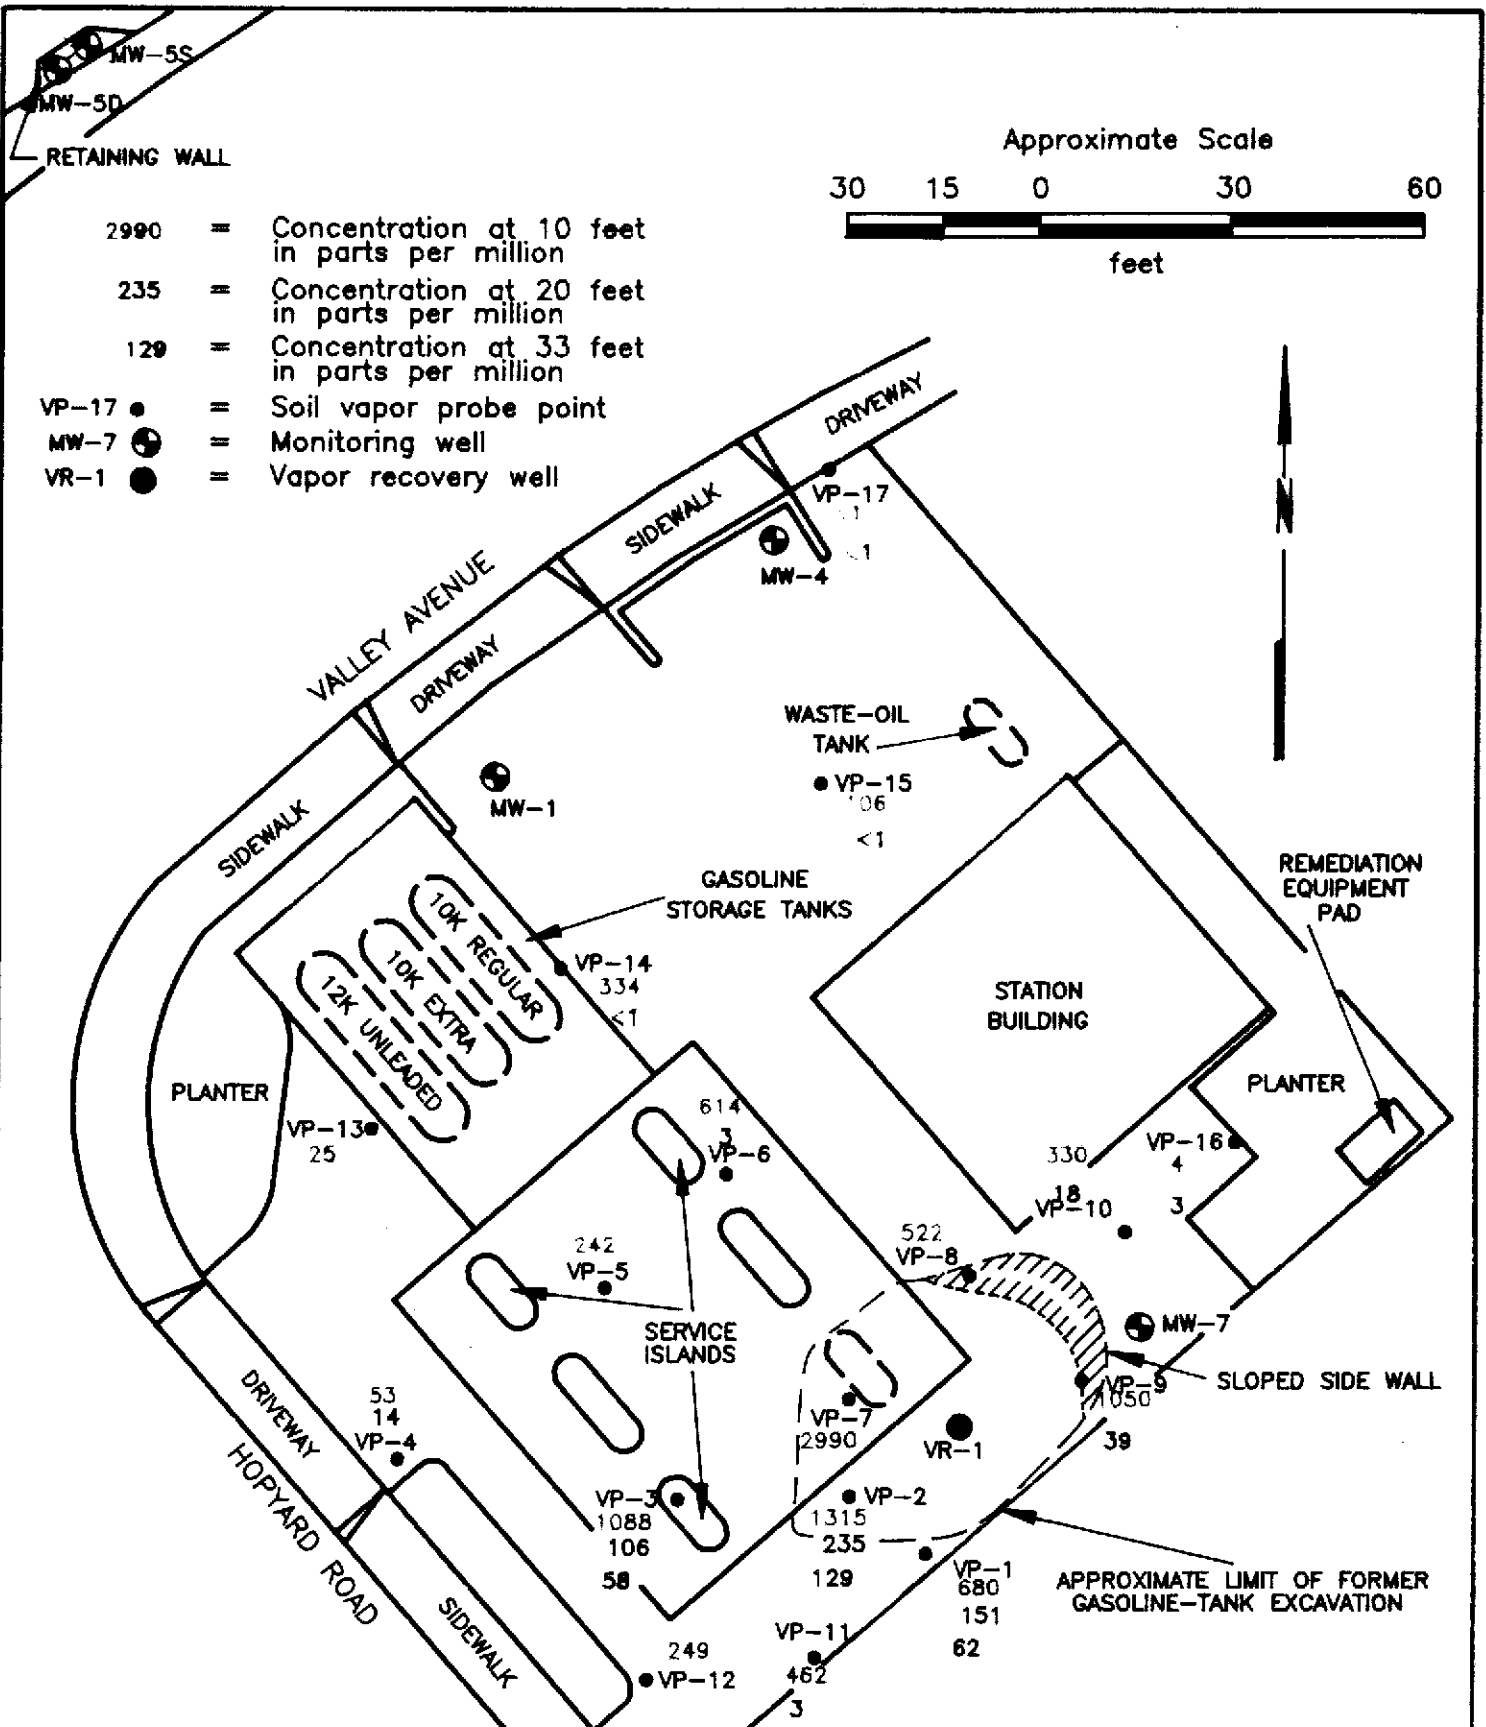 MW-5S
MW-5D
RETAINING WALL
Approximate Scale
30 15 0 30 60
feet
2990 = Concentration at 10 feet
in parts per million
235 = Concentration at 20 feet
in parts per million
129 = Concentration at 33 feet
in parts per million
VP-17 = Soil vapor probe point
MW-7 = Monitoring well
VR-1 = Vapor recovery well
DRIVEWAY
VP-17
<1
SIDEWALK
MW-4
VALLEY AVENUE
DRIVEWAY
N
WASTE-OIL
TANK
VP-15
<1
MW-1
SIDEWALK
GASOLINE
STORAGE TANKS
REMEDIATION
EQUIPMENT
PAD
10K REGULAR
10K EXTRA
12K UNLEADED
VP-14
334
<1
STATION
BUILDING
PLANTER
PLANTER
VP-13
25
614
3
VP-6
330
18
VP-10
VP-16
4
3
242
VP-5
522
VP-8
SERVICE
ISLANDS
MW-7
SLOPED SIDE WALL
VP-9
1050
39
DRIVEWAY
53
14
VP-4
VP-7
2990
VR-1
HOPYARD ROAD
VP-3
1088
106
58
VP-2
1315
235
129
VP-1
680
151
62
APPROXIMATE LIMIT OF FORMER
GASOLINE-TANK EXCAVATION
SIDEWALK
249
VP-12
VP-11
462
3